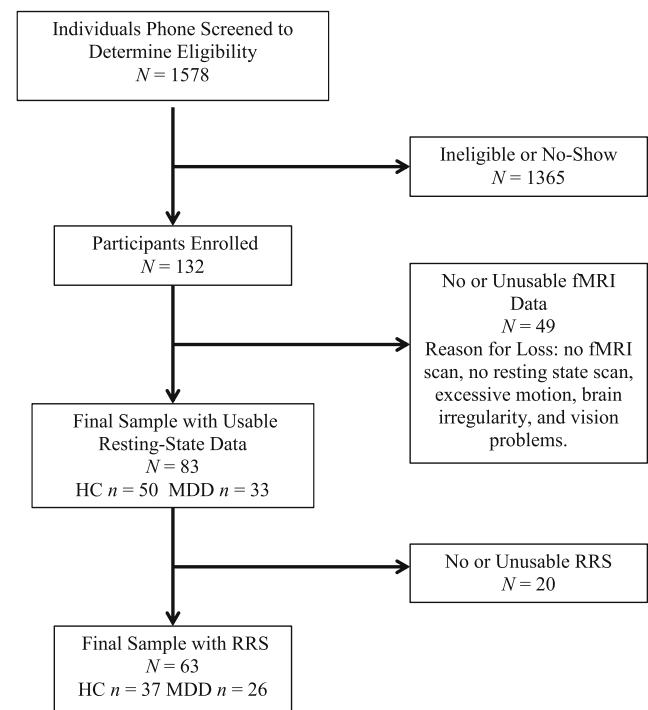 Individuals Phone Screened to
Determine Eligibility
N = 1578
Ineligible or No-Show
N = 1365
Participants Enrolled
N = 132
No or Unusable fMRI
Data
N = 49
Reason for Loss: no fMRI
scan, no resting state scan,
excessive motion, brain
irregularity, and vision
problems.
Final Sample with Usable
Resting-State Data
N = 83
HC n = 50 MDD n = 33
No or Unusable RRS
N = 20
Final Sample with RRS
N = 63
HC n = 37 MDD n = 26